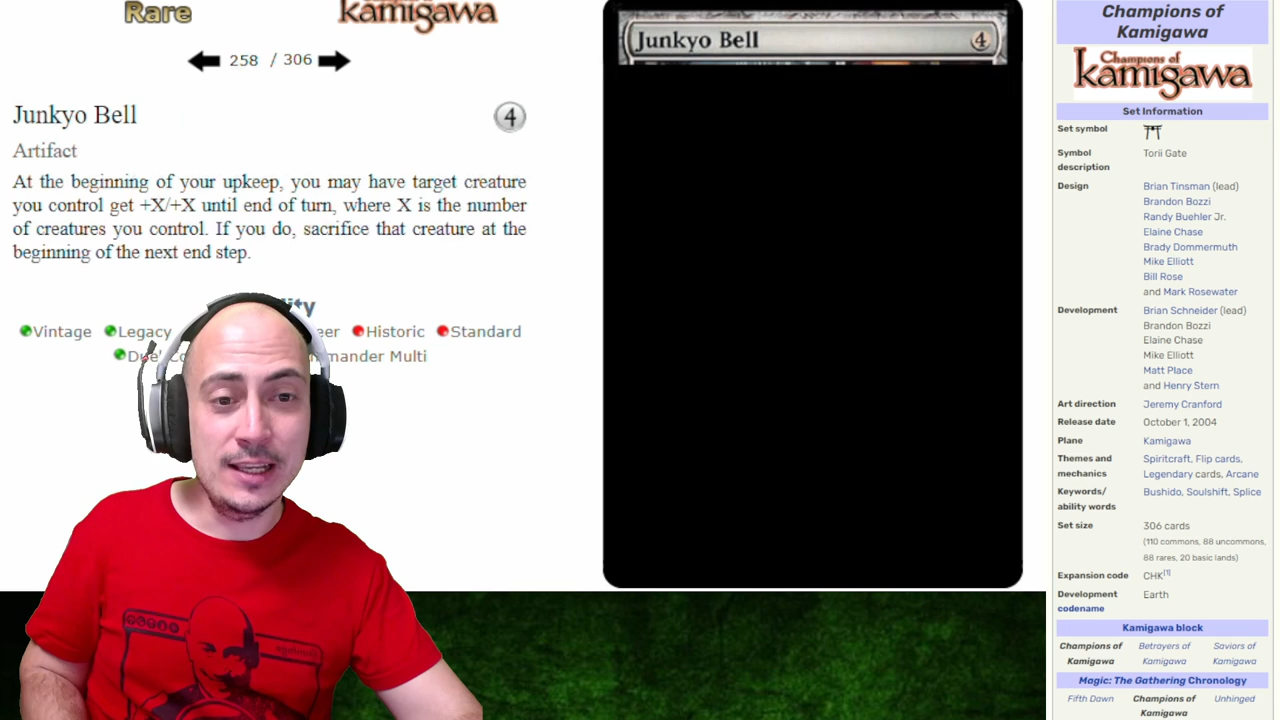 Rare
kamigawa
258 / 306
Junkyo Bell
4
Artifact
At the beginning of your upkeep, you may have target creature
you control get +X/+X until end of turn, where X is the number
of creatures you control. If you do, sacrifice that creature at the
beginning of the next end step.
Vintage Legacy Historic Standard
Multi
Junkyo Bell 4
Champions of
Kamigawa
Champions of
kamigawa
Set Information
Set symbol
Symbol
description
Torii Gate
Design
Brian Tinsman (lead)
Brandon Bozzi
Randy Buehler Jr.
Elaine Chase
Brady Dommermuth
Mike Elliott
Bill Rose
and Mark Rosewater
Development
Brian Schneider (lead)
Brandon Bozzi
Elaine Chase
Mike Elliott
Matt Place
and Henry Stern
Art direction Jeremy Cranford
Release date October 1, 2004
Plane Kamigawa
Themes and
mechanics
Spiritcraft, Flip cards,
Legendary cards, Arcane
Keywords/
ability words
Bushido, Soulshift, Splice
Set size 306 cards
(110 commons, 88 uncommons,
88 rares, 20 basic lands)
Expansion code CHK[1]
Development
codename
Earth
Kamigawa block
Champions of
Kamigawa
Betrayers of
Kamigawa
Saviors of
Kamigawa
Magic: The Gathering Chronology
Fifth Dawn
Champions of
Kamigawa
Unhinged